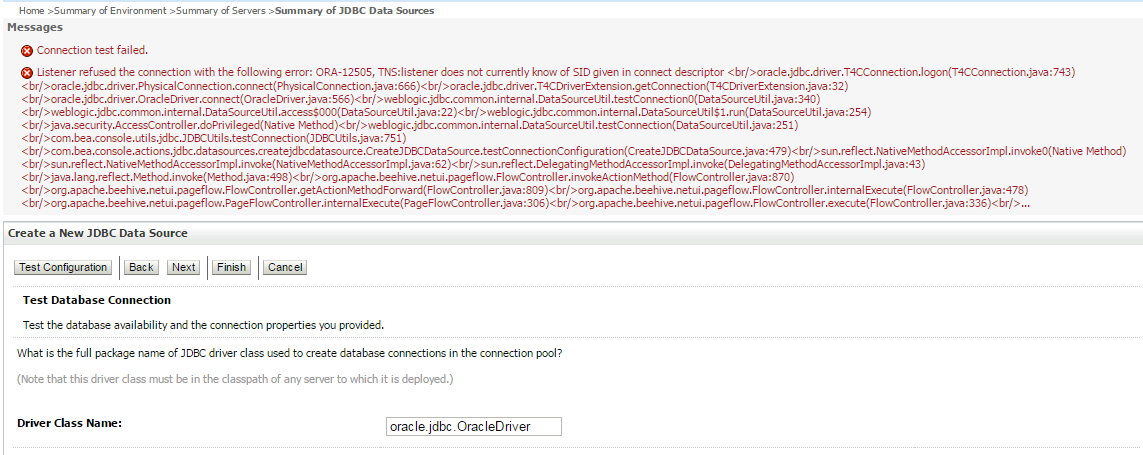 Home >Summary of Environment >Summary of Servers >Summary of JDBC Data Sources
Messages
Connection test failed.
Listener refused the connection with the following error: ORA-12505, TNS:listener does not currently know of SID given in connect descriptor <br/>oracle.jdbc.driver.T4CConnection.logon(T4CConnection.java:743)
<br/>oracle.jdbc.driver.PhysicalConnection.connect(PhysicalConnection.java:666)<br/>oracle.jdbc.driver.T4CDriverExtension.getConnection(T4CDriverExtension.java:32)
<br/>oracle.jdbc.driver.OracleDriver.connect(OracleDriver.java:566)<br/>weblogic.jdbc.common.internal.DataSourceUtil.testConnection0(DataSourceUtil.java:340)
<br/>weblogic.jdbc.common.internal.DataSourceUtil.access$000(DataSourceUtil.java:22)<br/>weblogic.jdbc.common.internal.DataSourceUtil$1.run(DataSourceUtil.java:254)
<br/>java.security.AccessController.doPrivileged(Native Method)<br/>weblogic.jdbc.common.internal.DataSourceUtil.testConnection(DataSourceUtil.java:251)
<br/>com.bea.console.utils.jdbc.JDBCUtils.testConnection(JDBCUtils.java:751)
<br/>com.bea.console.actions.jdbc.datasources.createjdbcdatasource.CreateJDBCDataSource.testConnectionConfiguration(CreateJDBCDataSource.java:479)<br/>sun.reflect.NativeMethodAccessorImpl.invoke0(Native Method)
<br/>sun.reflect.NativeMethodAccessorImpl.invoke(NativeMethodAccessorImpl.java:62)<br/>sun.reflect.DelegatingMethodAccessorImpl.invoke(DelegatingMethodAccessorImpl.java:43)
<br/>java.lang.reflect.Method.invoke(Method.java:498)<br/>org.apache.beehive.netui.pageflow.FlowController.invokeActionMethod(FlowController.java:870)
<br/>org.apache.beehive.netui.pageflow.FlowController.getActionMethodForward(FlowController.java:809)<br/>org.apache.beehive.netui.pageflow.FlowController.internalExecute(FlowController.java:478)
<br/>org.apache.beehive.netui.pageflow.PageFlowController.internalExecute(PageFlowController.java:306)<br/>org.apache.beehive.netui.pageflow.FlowController.execute(FlowController.java:336)<br/>...
Create a New JDBC Data Source
Test Configuration Back Next Finish Cancel
Test Database Connection
Test the database availability and the connection properties you provided.
What is the full package name of JDBC driver class used to create database connections in the connection pool?
(Note that this driver class must be in the classpath of any server to which it is deployed.)
Driver Class Name: oracle.jdbc.OracleDriver